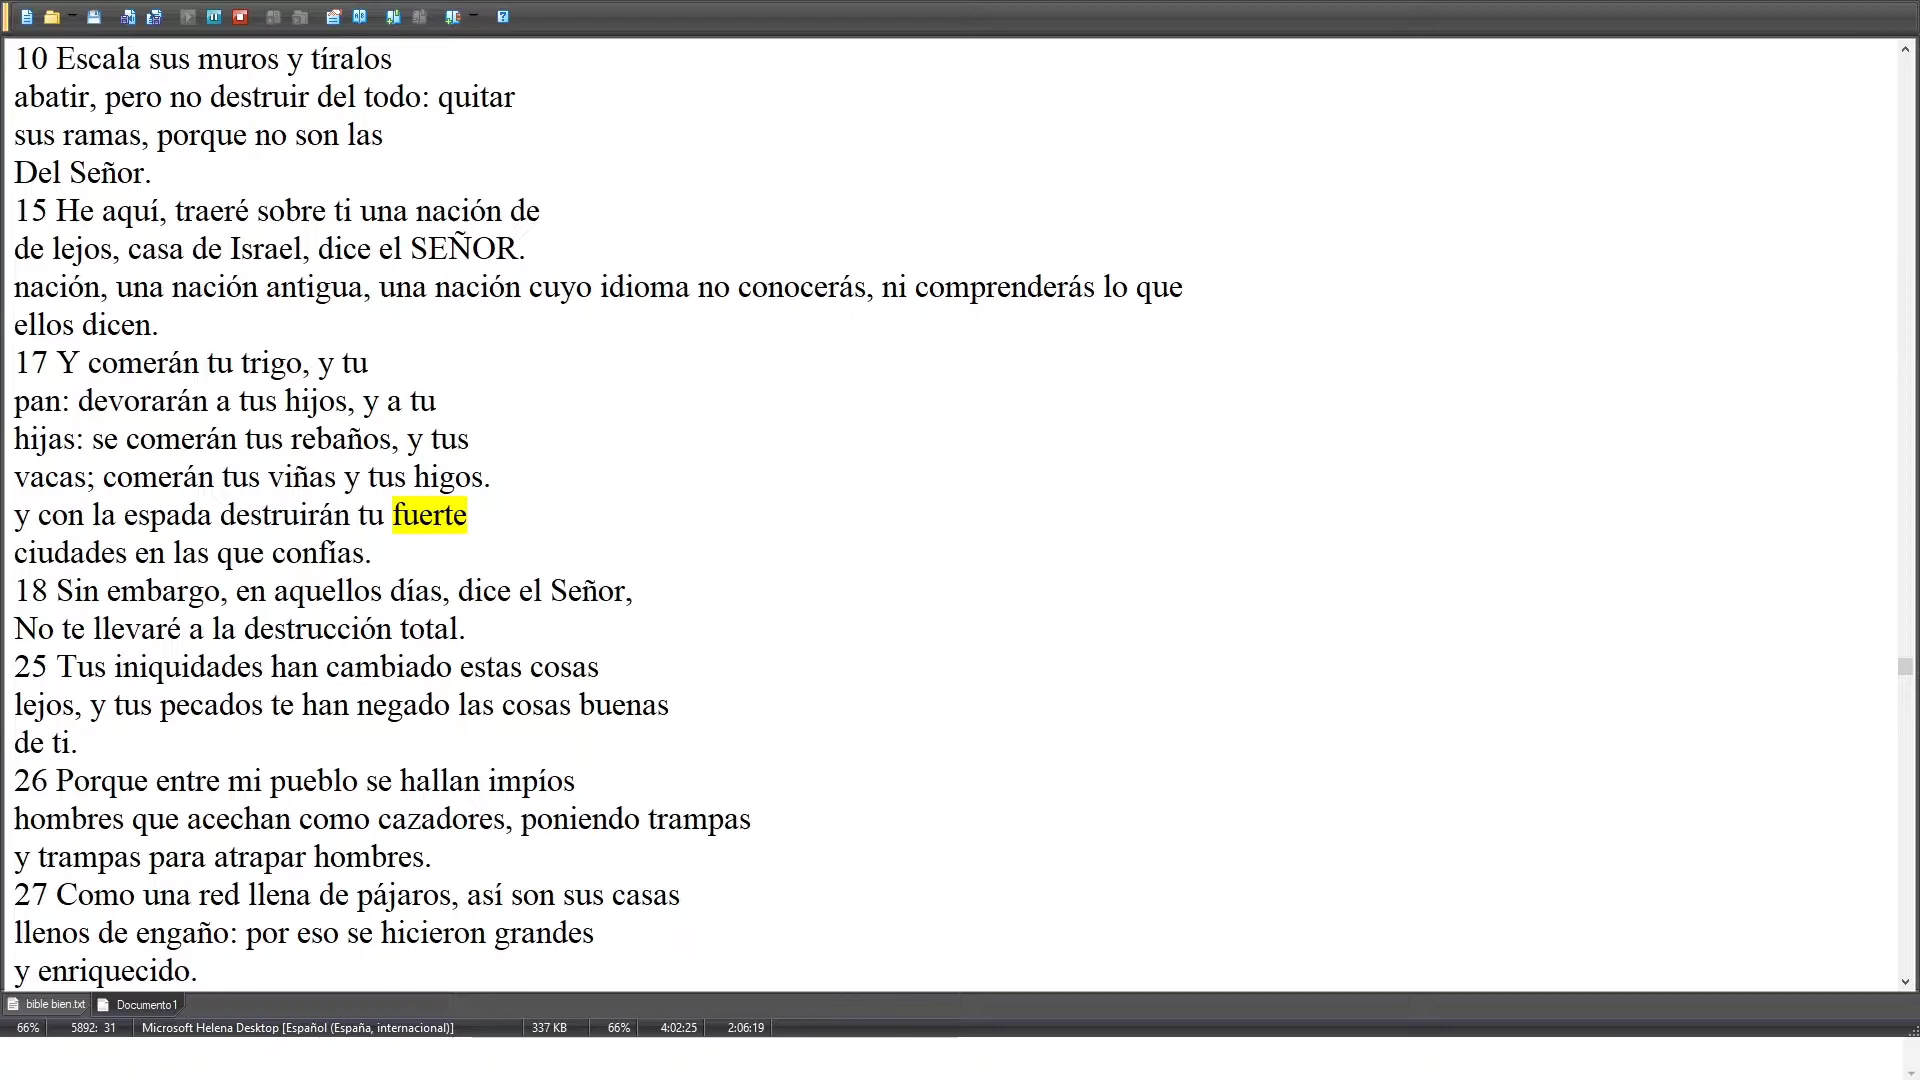 10 Escala sus muros y tíralos
abatir, pero no destruir del todo: quitar
sus ramas, porque no son las
Del Señor.
15 He aquí, traeré sobre ti una nación de
de lejos, casa de Israel, dice el SEÑOR.
nación, una nación antigua, una nación cuyo idioma no conocerás, ni comprenderás lo que
ellos dicen.
17 Y comerán tu trigo, y tu
pan: devorarán a tus hijos, y a tu
hijas: se comerán tus rebaños, y tus
vacas; comerán tus viñas y tus higos.
y con la espada destruirán tu fuerte
ciudades en las que confías.
18 Sin embargo, en aquellos días, dice el Señor,
No te llevaré a la destrucción total.
25 Tus iniquidades han cambiado estas cosas
lejos, y tus pecados te han negado las cosas buenas
de ti.
26 Porque entre mi pueblo se hallan impíos
hombres que acechan como cazadores, poniendo trampas
y trampas para atrapar hombres.
27 Como una red llena de pájaros, así son sus casas
llenos de engaño: por eso se hicieron grandes
y enriquecido.
bible bien.txt Documento1
66% 5892: 31 Microsoft Helena Desktop [Español (España, internacional)] 337 KB 66% 4:02:25 2:06:19